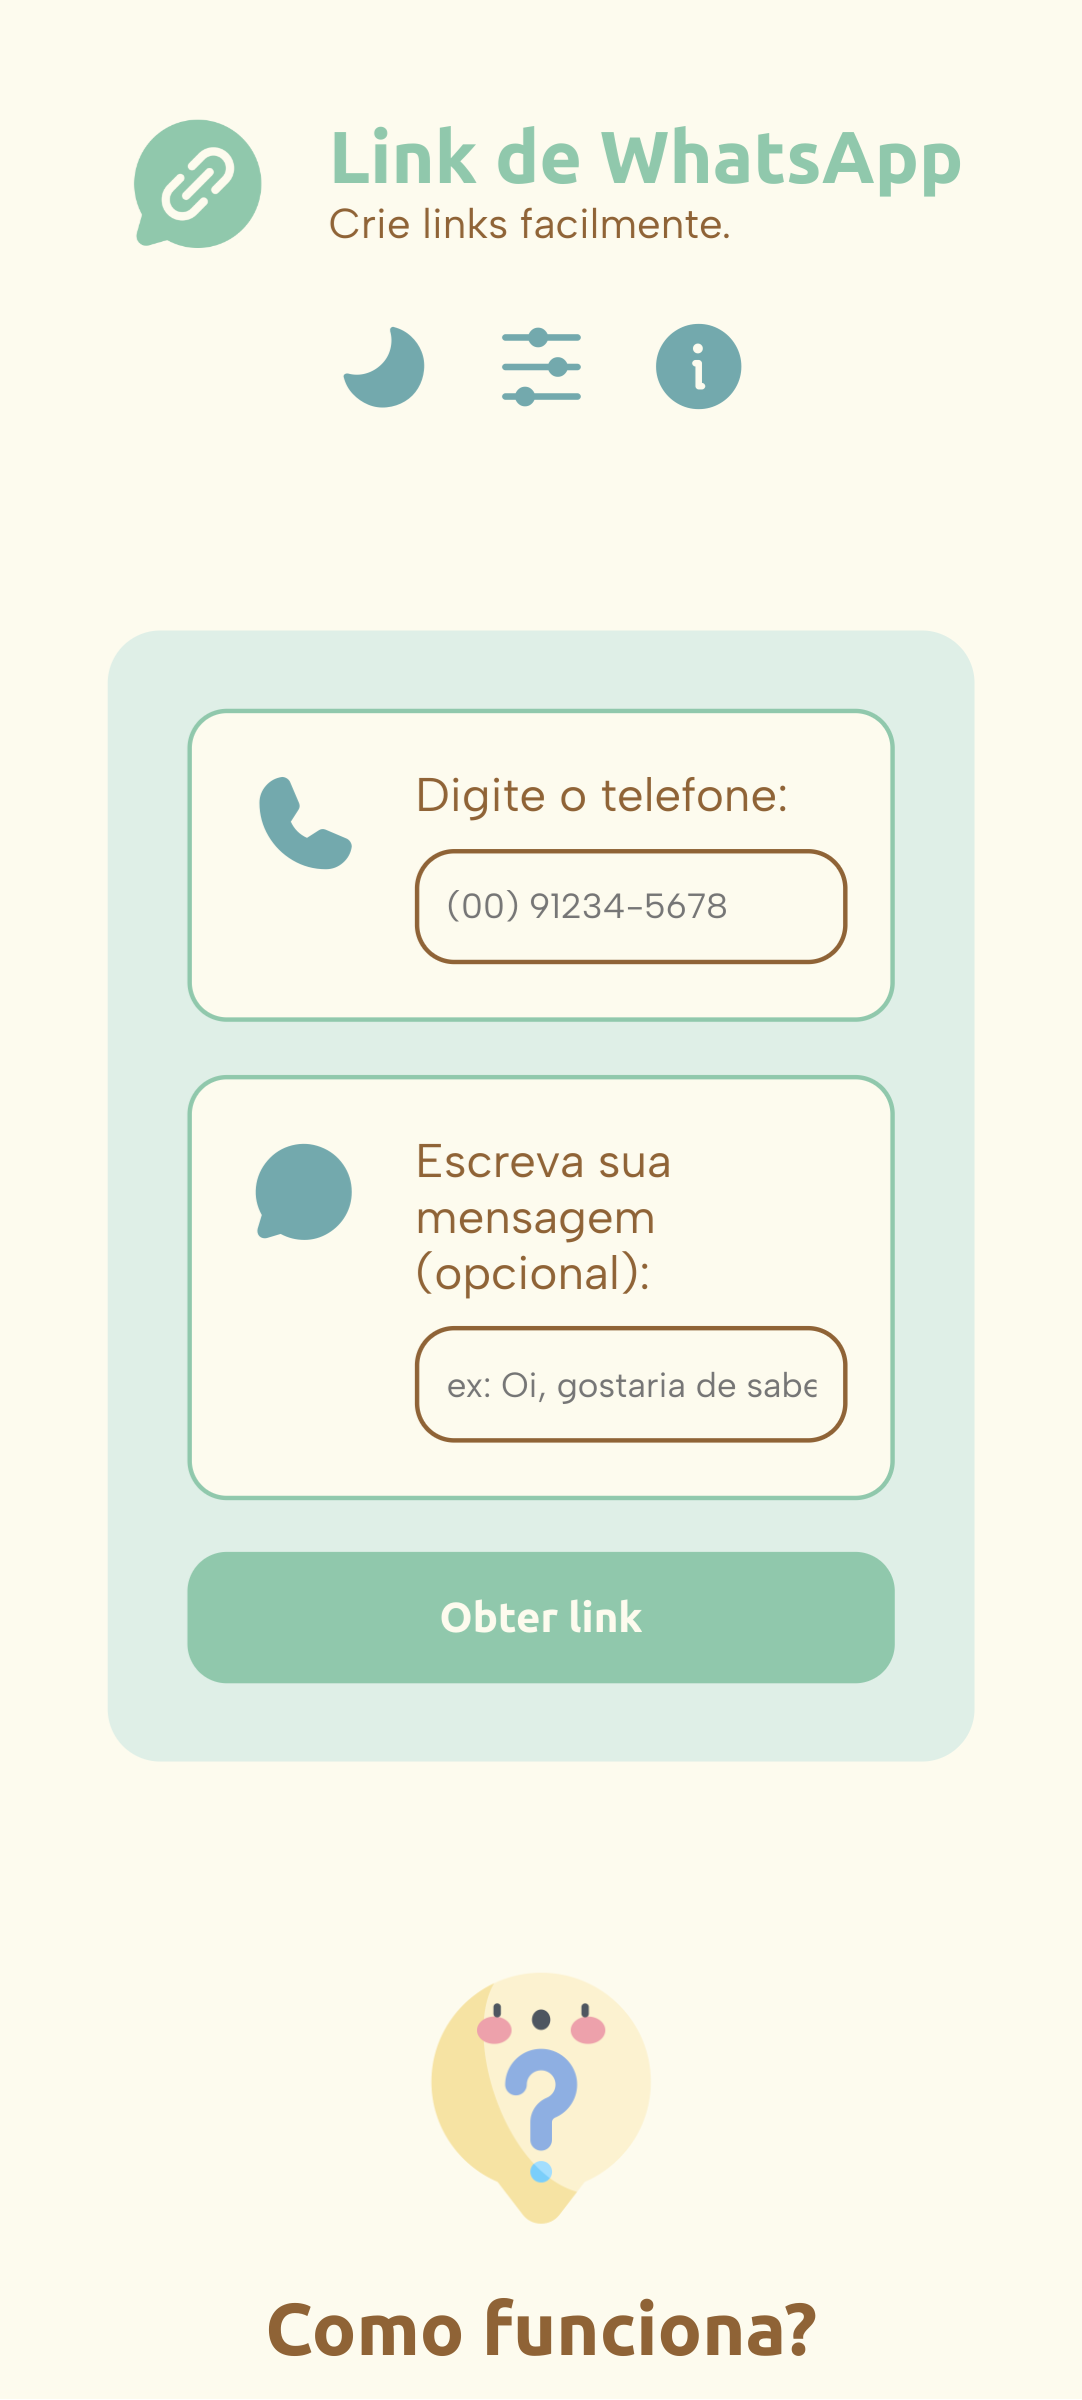 Link de WhatsApp
Crie links facilmente.
Digite o telefone:
(00) 91234-5678
Escreva sua
mensagem
(opcional):
ex: Oi, gostaria de sabe
Obter link
?
Como funciona?